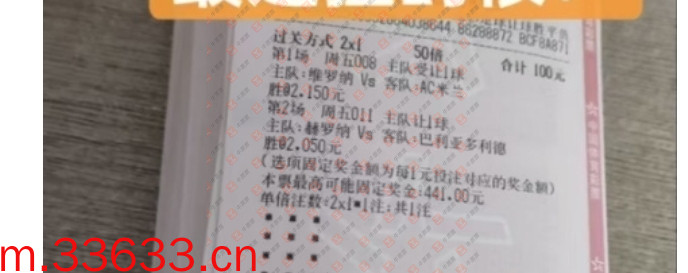 过关方式 2x1 50倍 合计 100元
第1场 周五008 主队受让1球
主队:维罗纳 Vs 客队:AC米兰
胜@2.150元
第2场 周五011 主队让1球
主队:赫罗纳 Vs 客队:巴利亚多利德
胜@2.050元
(选项固定奖金额为每1元投注对应的奖金额)
本票最高可能固定奖金:441.00元
单倍注数:2x1*1注;共1注
m.33633.cn